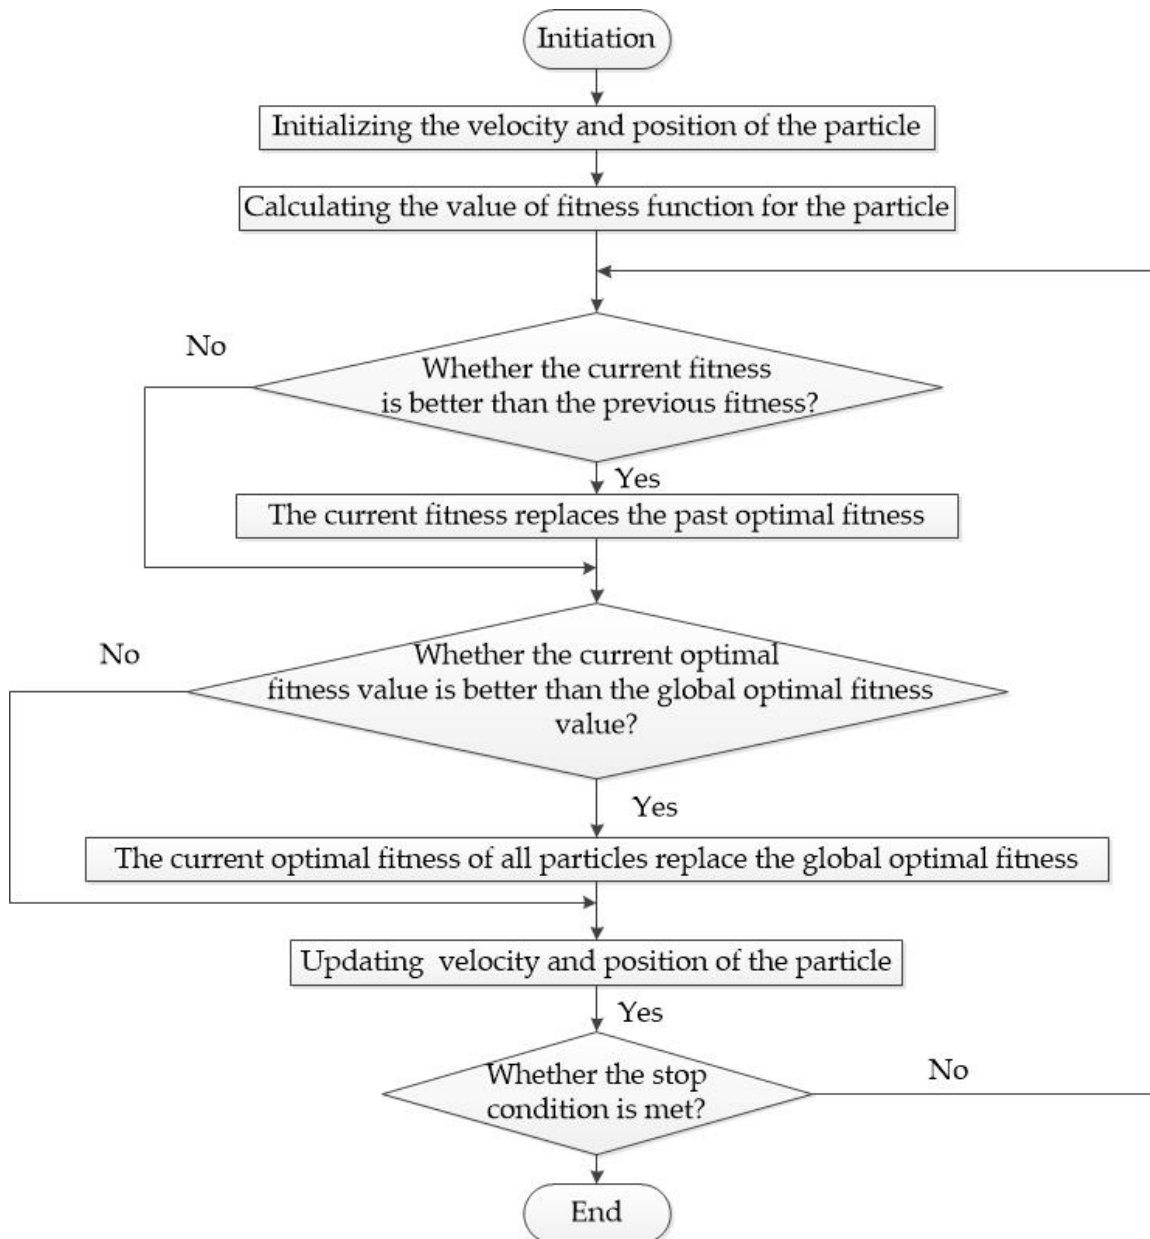 Initiation
Initializing the velocity and position of the particle
Calculating the value of fitness function for the particle
No
Whether the current fitness
is better than the previous fitness?
Yes
The current fitness replaces the past optimal fitness
No
Whether the current optimal
fitness value is better than the global optimal fitness
value?
Yes
The current optimal fitness of all particles replace the global optimal fitness
Updating velocity and position of the particle
Yes
Whether the stop
condition is met?
No
End